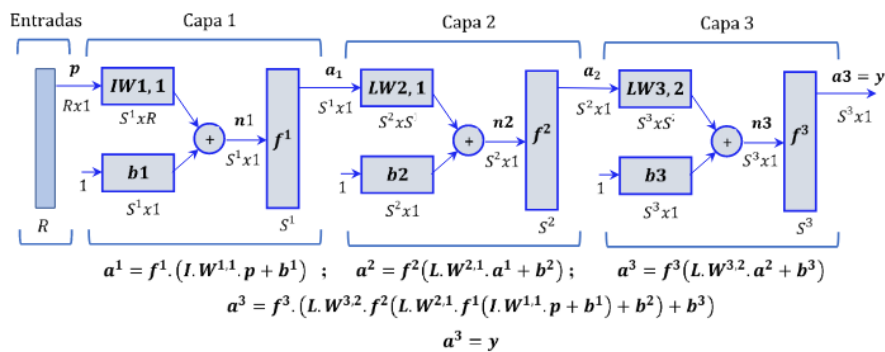 Entradas Capa 1 Capa 2 Capa 3
p IW1,1 a₁ LW2,1 a₂ LW3,2 a3 = y
Rx1 S¹xR n1 f¹ S¹x1 S²xS n2 f² S²x1 S³xS n3 f³ S³x1
+ S¹x1 + S²x1 + S³x1
1 b1 1 b2 1 b3
S¹x1 S²x1 S³x1
R S¹ S² S³
a¹ = f¹.(I.W¹,¹.p + b¹) ; a² = f²(L.W²,¹.a¹ + b²) ; a³ = f³(L.W³,².a² + b³)
a³ = f³.(L.W³,².f²(L.W²,¹.f¹(I.W¹,¹.p + b¹) + b²) + b³)
a³ = y